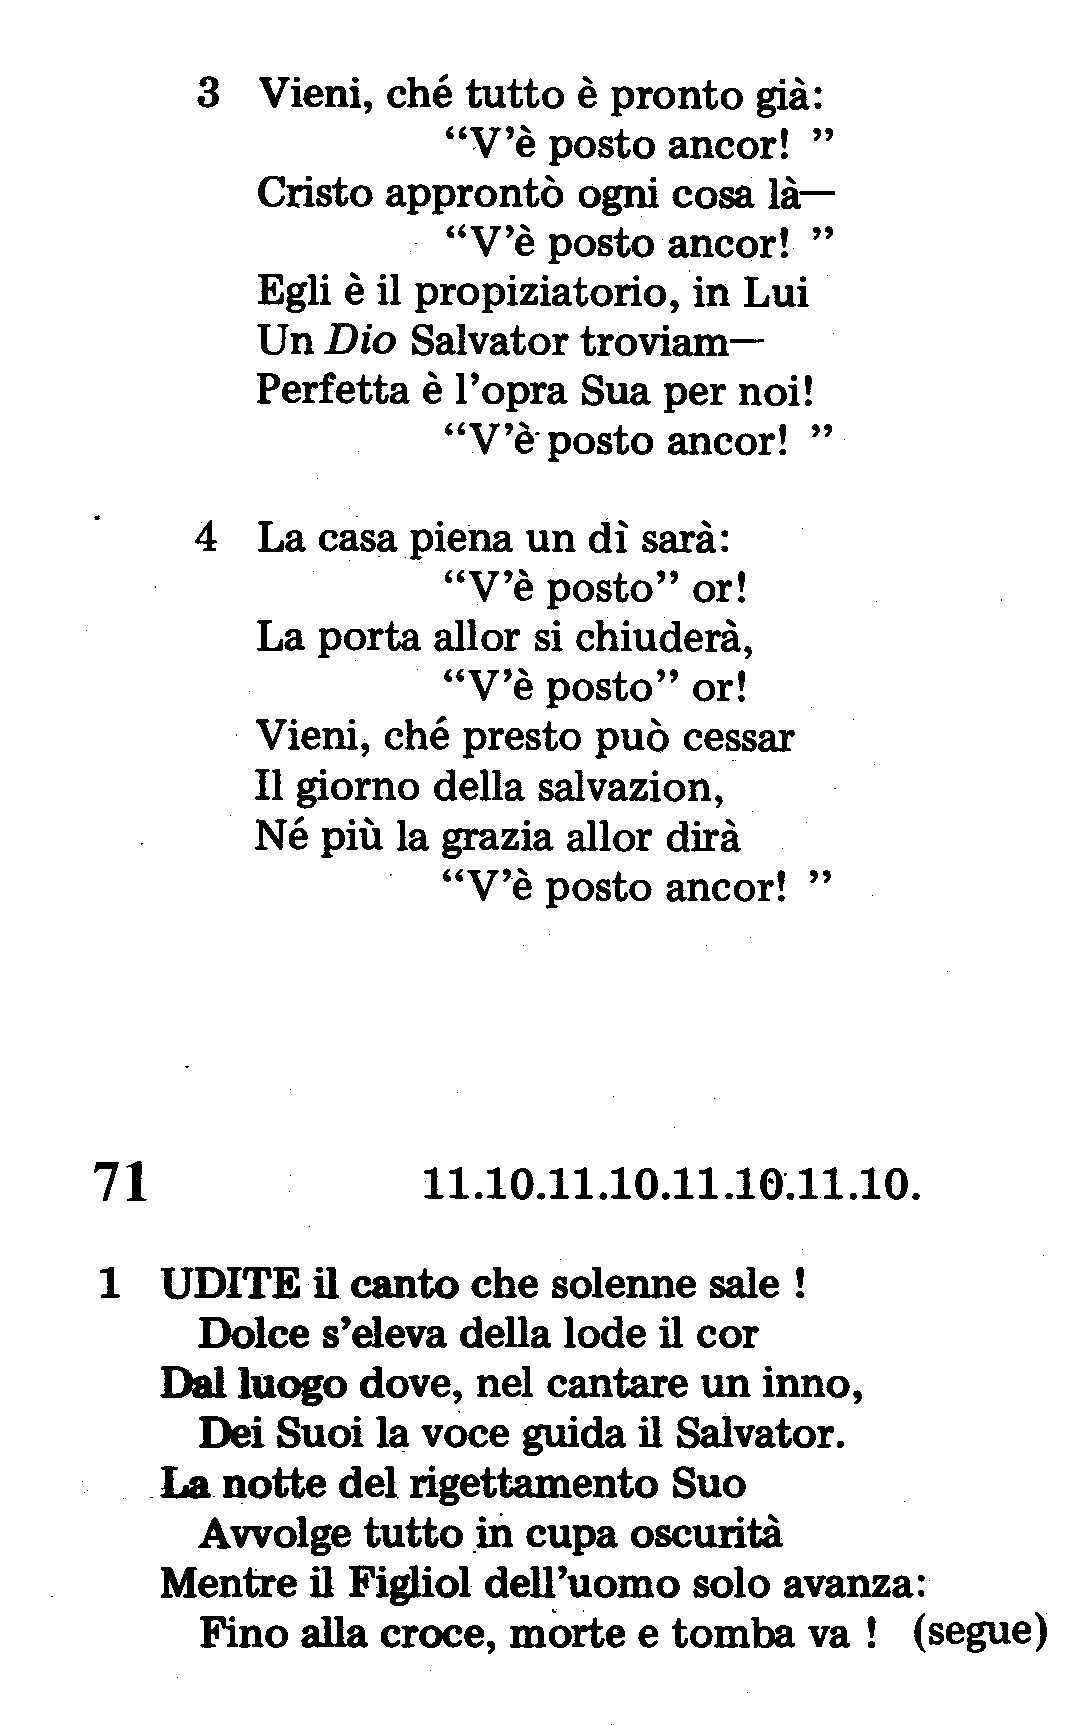 3 Vieni, ché tutto è pronto già:
“V’è posto ancor! ”
Cristo approntò ogni cosa là—
“V’è posto ancor! ”
Egli è il propiziatorio, in Lui
Un Dio Salvator troviam—
Perfetta è l’opra Sua per noi!
“V’è posto ancor! ”
4 La casa piena un dì sarà:
“V’è posto” or!
La porta allor si chiuderà,
“V’è posto” or!
Vieni, ché presto può cessar
Il giorno della salvazion,
Né più la grazia allor dirà
“V’è posto ancor! ”
71 11.10.11.10.11.10.11.10.
1 UDITE il canto che solenne sale !
Dolce s’eleva della lode il cor
Dal luogo dove, nel cantare un inno,
Dei Suoi la voce guida il Salvator.
La notte del rigettamento Suo
Avvolge tutto in cupa oscurità
Mentre il Figliol dell’uomo solo avanza:
Fino alla croce, morte e tomba va ! (segue)